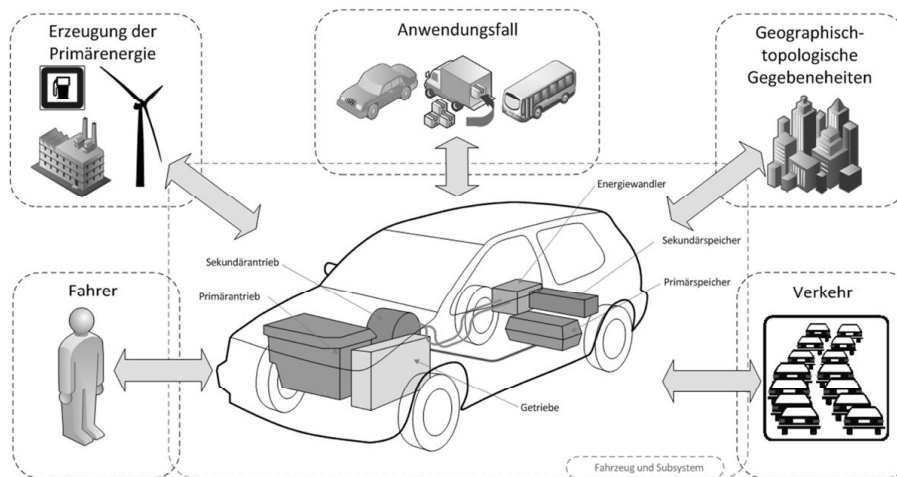 Erzeugung der
Primärenergie
Anwendungsfall
Geographisch-
topologische
Gegebeneheiten
Energiewandler
Sekundärspeicher
Sekundärantrieb
Primärspeicher
Primärantrieb
Fahrer
Verkehr
Getriebe
Fahrzeug und Subsystem